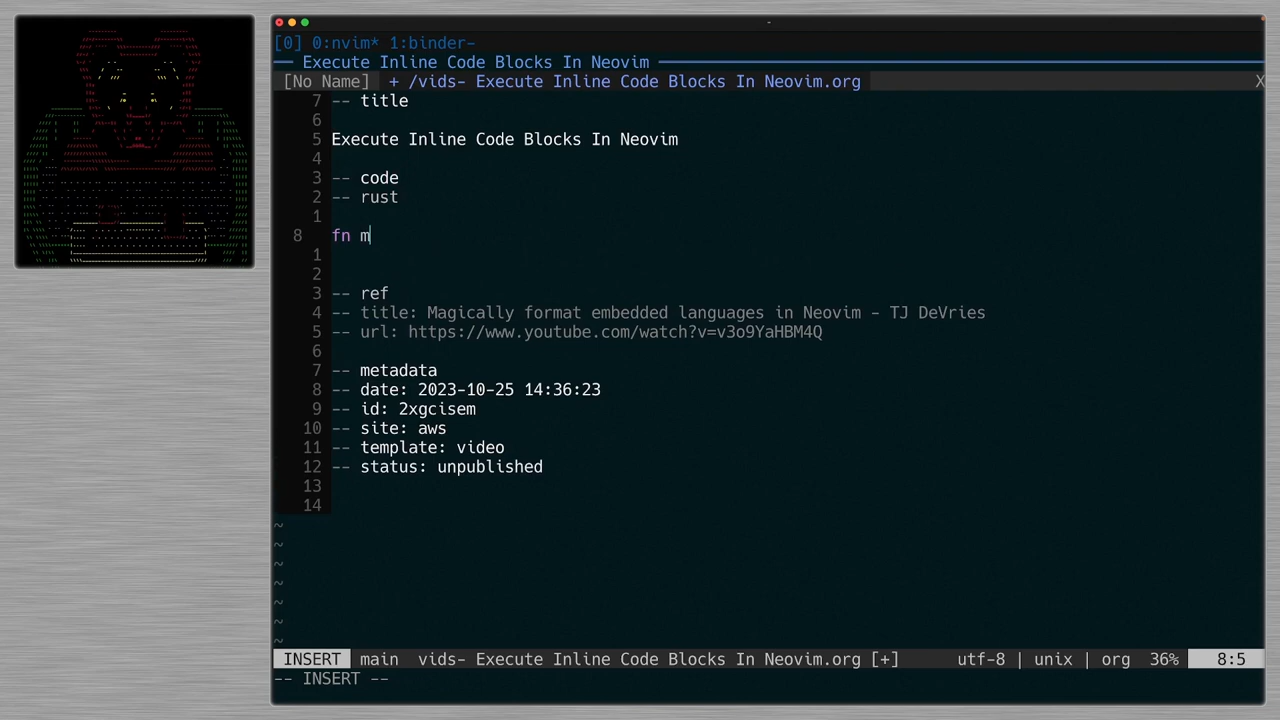 [0] 0:nvim* 1:binder-
Execute Inline Code Blocks In Neovim
[No Name] + /vids- Execute Inline Code Blocks In Neovim.org X
7 -- title
6
5 Execute Inline Code Blocks In Neovim
4
3 -- code
2 -- rust
1
8 fn m
1
2
3 -- ref
4 -- title: Magically format embedded languages in Neovim - TJ DeVries
5 -- url: https://www.youtube.com/watch?v=v3o9YaHBM4Q
6
7 -- metadata
8 -- date: 2023-10-25 14:36:23
9 -- id: 2xgcisem
10 -- site: aws
11 -- template: video
12 -- status: unpublished
13
14
~
~
~
~
~
~
~
INSERT main vids- Execute Inline Code Blocks In Neovim.org [+] utf-8 | unix | org 36% 8:5
-- INSERT --